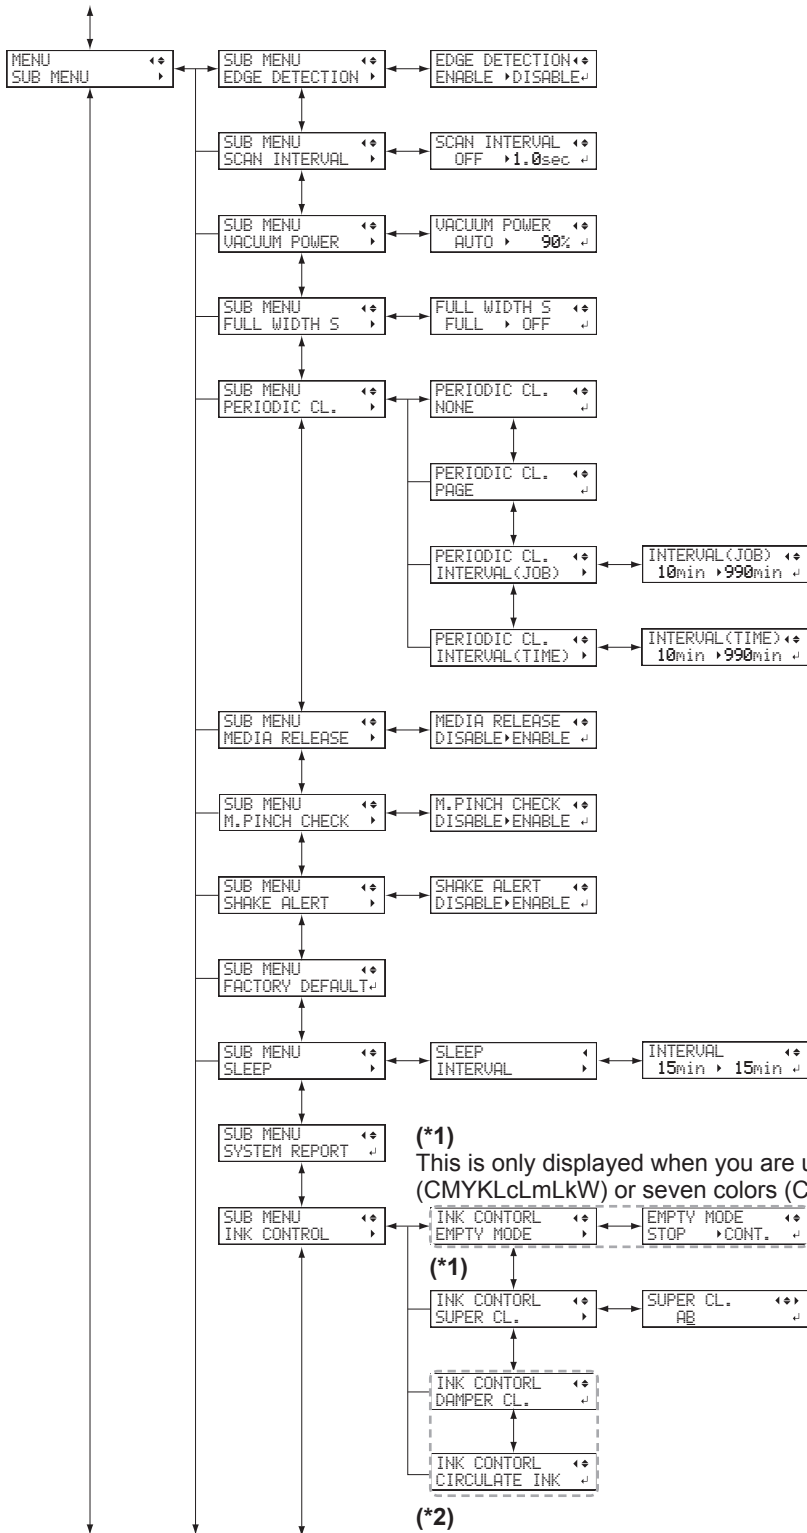 MENU
SUB MENU
SUB MENU
EDGE DETECTION
EDGE DETECTION
ENABLE DISABLE
SUB MENU
SCAN INTERVAL
SCAN INTERVAL
OFF 1.0sec
SUB MENU
VACUUM POWER
VACUUM POWER
AUTO 90%
SUB MENU
FULL WIDTH S
FULL WIDTH S
FULL OFF
SUB MENU
PERIODIC CL.
PERIODIC CL.
NONE
PERIODIC CL.
PAGE
PERIODIC CL.
INTERVAL(JOB)
INTERVAL(JOB)
10min 990min
PERIODIC CL.
INTERVAL(TIME)
INTERVAL(TIME)
10min 990min
SUB MENU
MEDIA RELEASE
MEDIA RELEASE
DISABLE ENABLE
SUB MENU
M.PINCH CHECK
M.PINCH CHECK
DISABLE ENABLE
SUB MENU
SHAKE ALERT
SHAKE ALERT
DISABLE ENABLE
SUB MENU
FACTORY DEFAULT
SUB MENU
SLEEP
SLEEP
INTERVAL
INTERVAL
15min 15min
SUB MENU
SYSTEM REPORT
(*1)
This is only displayed when you are
(CMYKLcLmLkW) or seven colors
SUB MENU
INK CONTROL
INK CONTORL
EMPTY MODE
EMPTY MODE
STOP CONT.
(*1)
INK CONTORL
SUPER CL.
SUPER CL.
AB
INK CONTORL
DAMPER CL.
INK CONTORL
CIRCULATE INK
(*2)